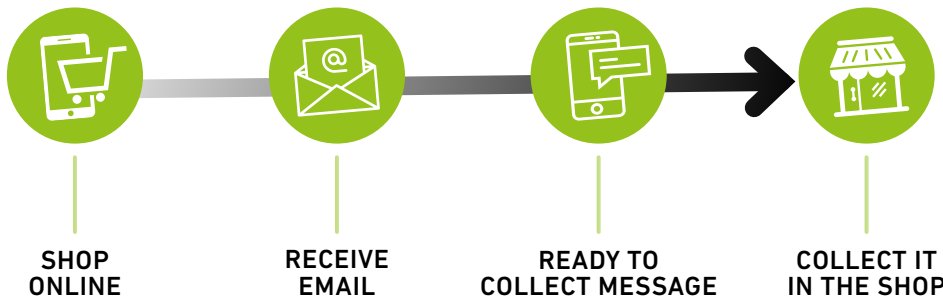 @
SHOP
ONLINE
RECEIVE
EMAIL
READY TO
COLLECT MESSAGE
COLLECT IT
IN THE SHOP